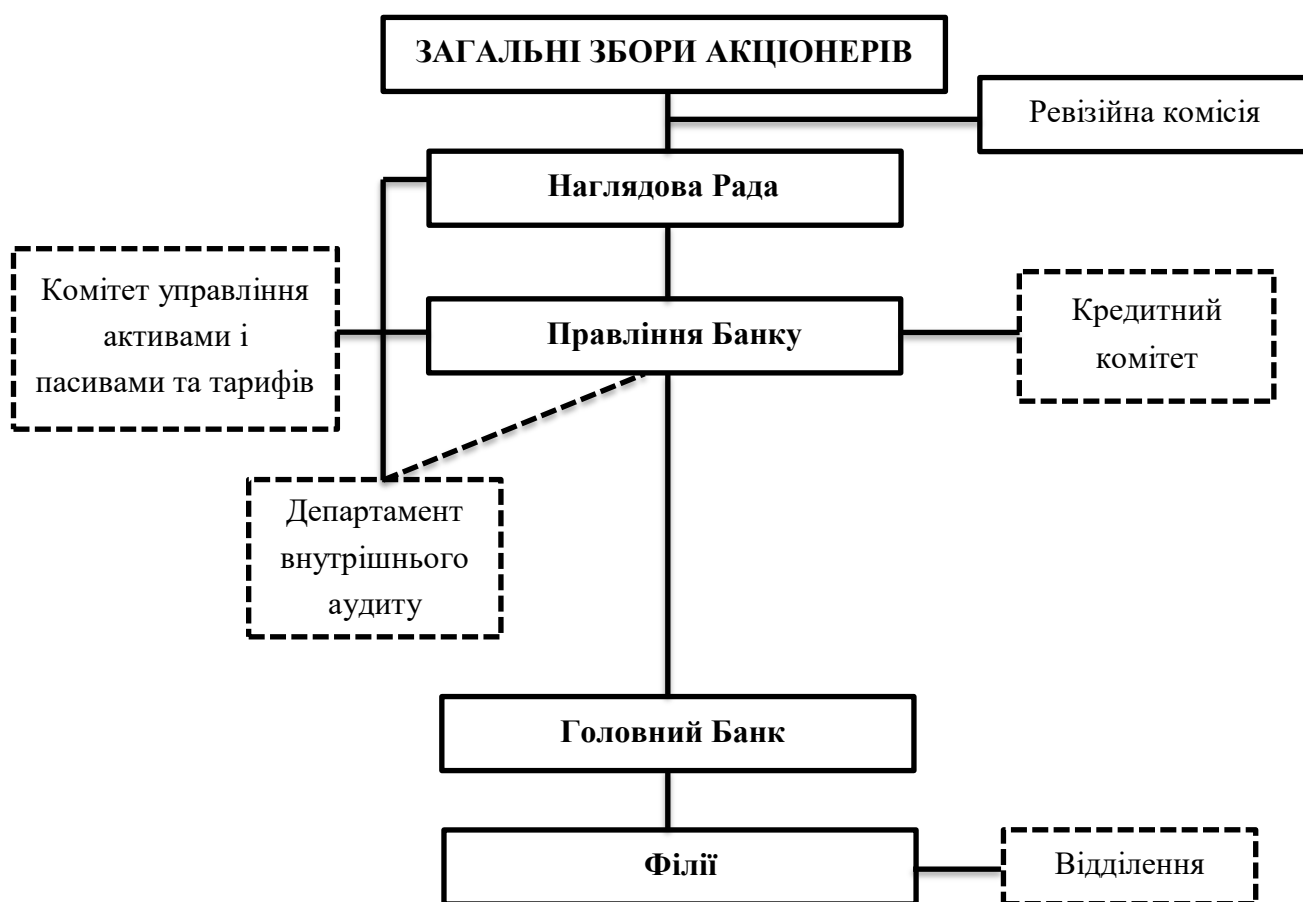 ЗАГАЛЬНІ ЗБОРИ АКЦІОНЕРІВ
Ревізійна комісія
Наглядова Рада
Комітет управління
активами і
пасивами та тарифів
Правління Банку
Кредитний
комітет
Департамент
внутрішнього
аудиту
Головний Банк
Філії
Відділення